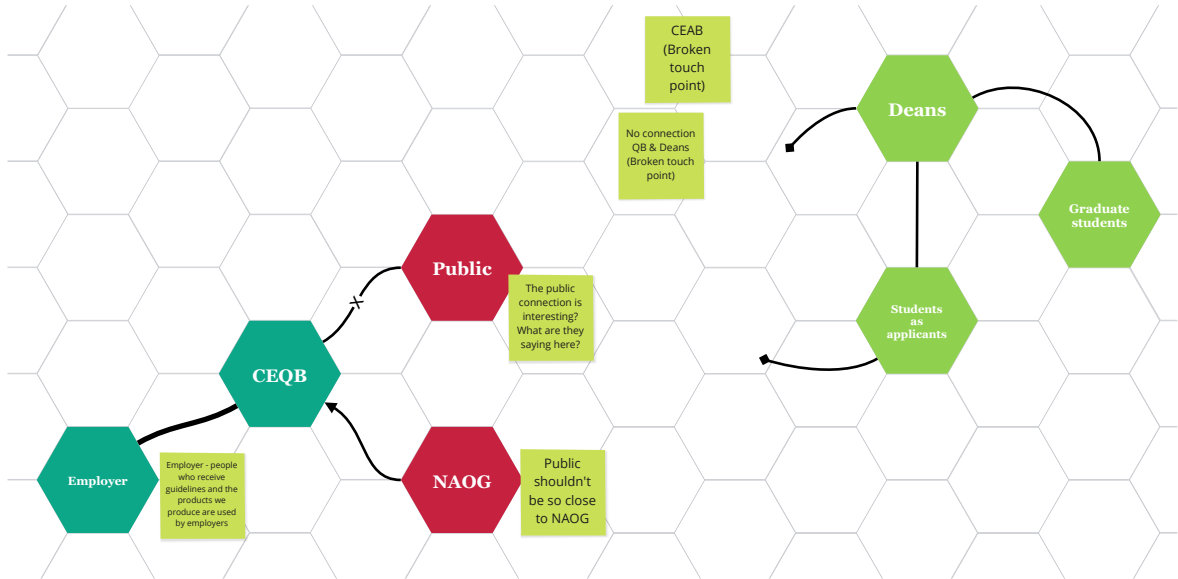 CEAB
(Broken
touch
point)
Deans
No connection
QB & Deans
(Broken touch
point)
Graduate
students
Public
The public
connection is
interesting?
What are they
saying here?
Students
as
applicants
X
CEQB
Employer
Employer - people
who receive
guidelines and the
products we
produce are used
by employers
NAOG
Public
shouldn't
be so close
to NAOG